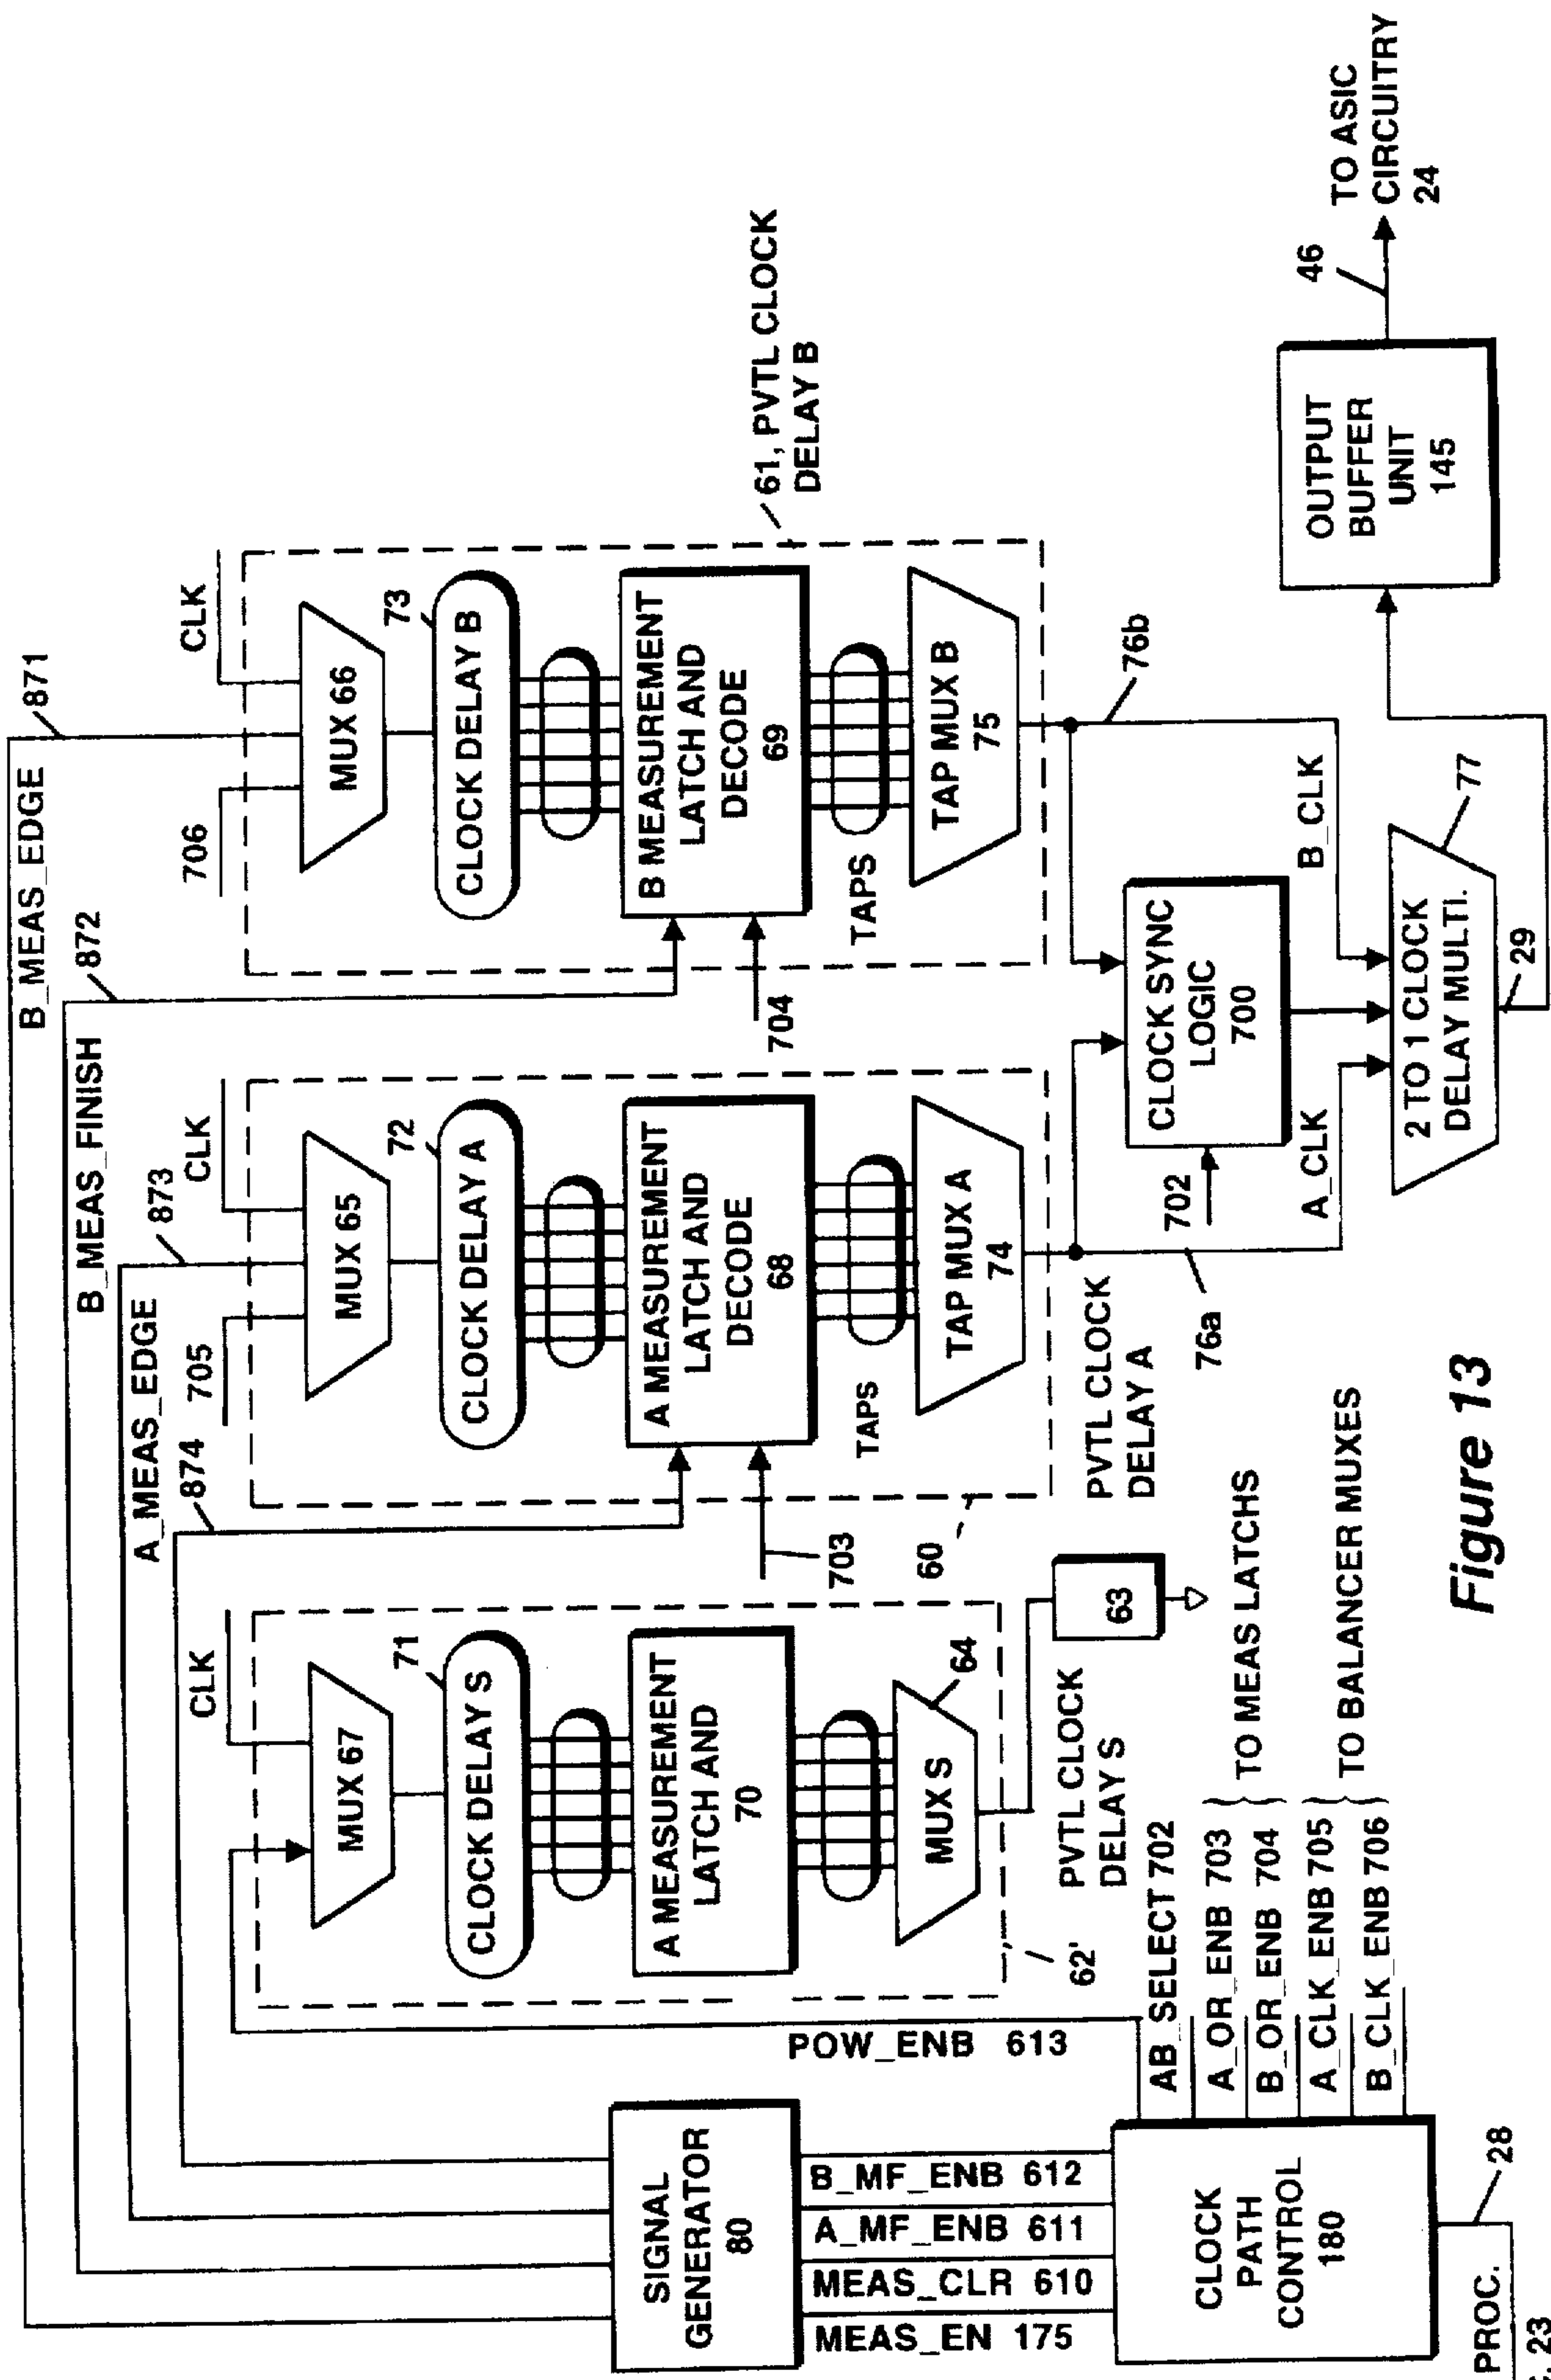 B_MEAS_EDGE
871
B_MEAS_FINISH
872
A_MEAS_EDGE
873
874
CLK
MUX 67
71
CLOCK DELAY S
A MEASUREMENT
LATCH AND
70
MUX S
64
62'
PVTL CLOCK
DELAY S
63
705
CLK
MUX 65
72
CLOCK DELAY A
A MEASUREMENT
LATCH AND
DECODE
68
703
TAPS
TAP MUX A
74
60
PVTL CLOCK
DELAY A
76a
706
CLK
MUX 66
73
CLOCK DELAY B
B MEASUREMENT
LATCH AND
DECODE
69
704
TAPS
TAP MUX B
75
61, PVTL CLOCK
DELAY B
76b
CLOCK SYNC
LOGIC
700
702
A_CLK
B_CLK
2 TO 1 CLOCK
DELAY MULTI.
77
29
OUTPUT
BUFFER
UNIT
145
46
TO ASIC
CIRCUITRY
24
SIGNAL
GENERATOR
80
POW_ENB 613
B_MF_ENB 612
A_MF_ENB 611
MEAS_CLR 610
MEAS_EN 175
CLOCK
PATH
CONTROL
180
AB_SELECT 702
A_OR_ENB 703
B_OR_ENB 704
TO MEAS LATCHS
A_CLK_ENB 705
B_CLK_ENB 706
TO BALANCER MUXES
28
PROC.
23
Figure 13